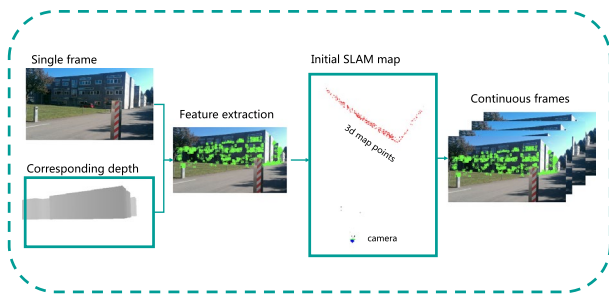 Single frame
Corresponding depth
Feature extraction
Initial SLAM map
3d map points
camera
Continuous frames